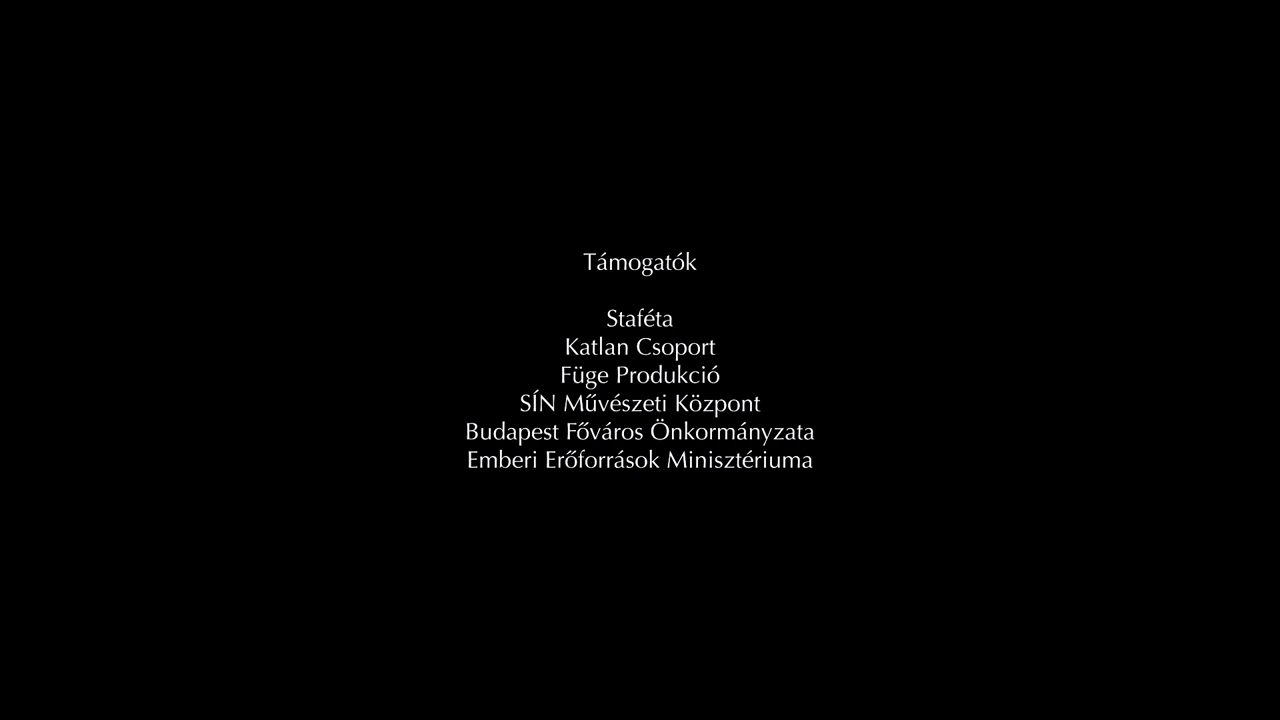 Támogatók
Staféta
Katlan Csoport
Füge Produkció
SÍN Művészeti Központ
Budapest Főváros Önkormányzata
Emberi Erőforrások Minisztériuma